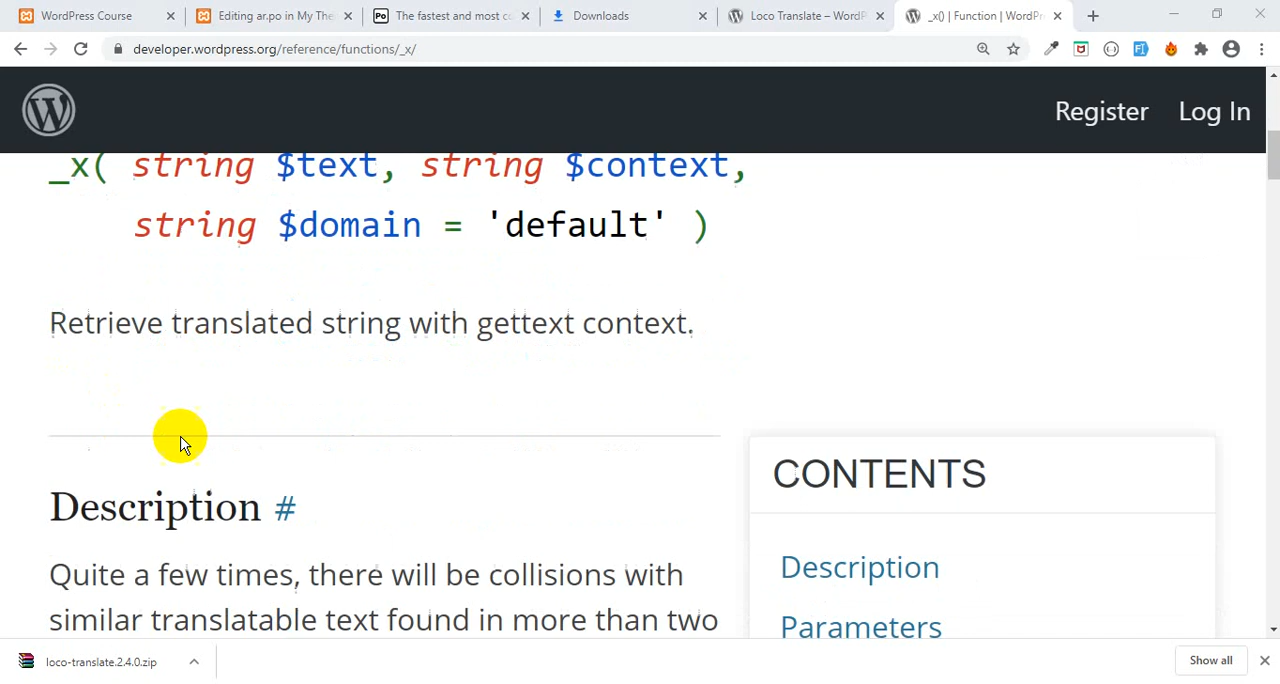 WordPress Course
Editing ar.po in My The
The fastest and most c
Downloads
Loco Translate – WordP
_x() | Function | WordPr
developer.wordpress.org/reference/functions/_x/
Register
Log In
_x( string $text, string $context,
string $domain = 'default' )
Retrieve translated string with gettext context.
Description #
Quite a few times, there will be collisions with
similar translatable text found in more than two
CONTENTS
Description
Parameters
loco-translate.2.4.0.zip
Show all